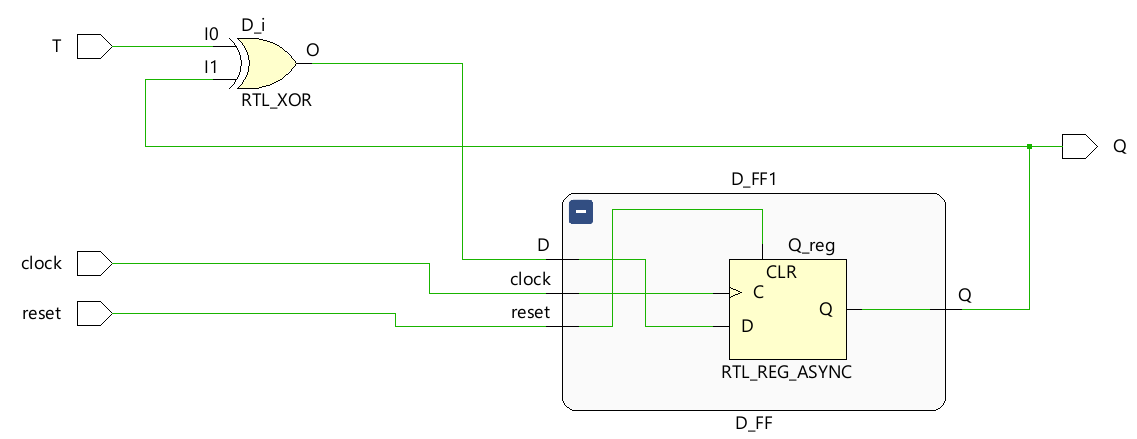 D_i
T
I0
I1
O
RTL_XOR
Q
D_FF1
D
clock
clock
reset
reset
Q_reg
CLR
C
D
Q
Q
RTL_REG_ASYNC
D_FF